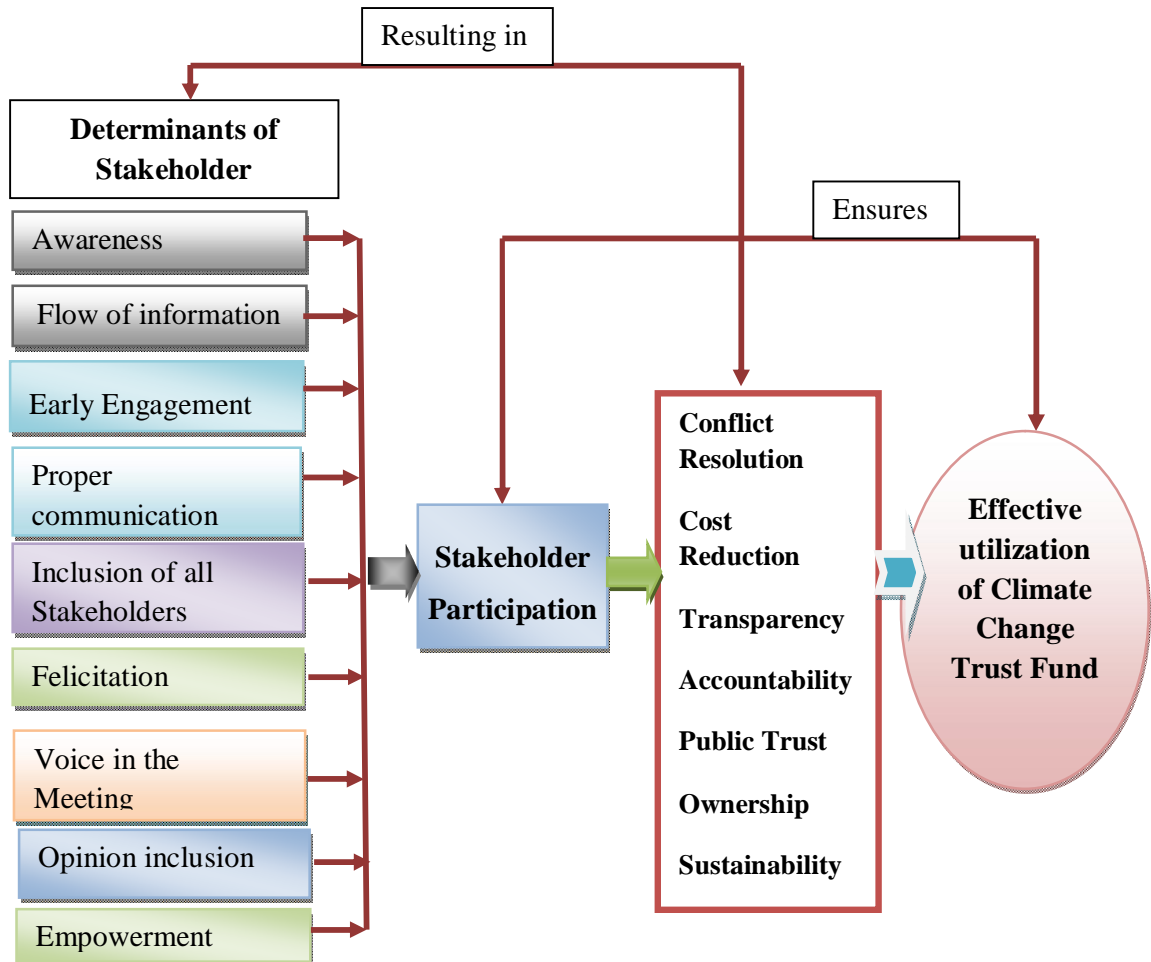 Resulting in
Determinants of
Stakeholder
Ensures
Awareness
Flow of information
Early Engagement
Proper
communication
Inclusion of all
Stakeholders
Felicitation
Voice in the
Meeting
Opinion inclusion
Empowerment
Stakeholder
Participation
Conflict
Resolution
Cost
Reduction
Transparency
Accountability
Public Trust
Ownership
Sustainability
Effective
utilization
of Climate
Change
Trust Fund